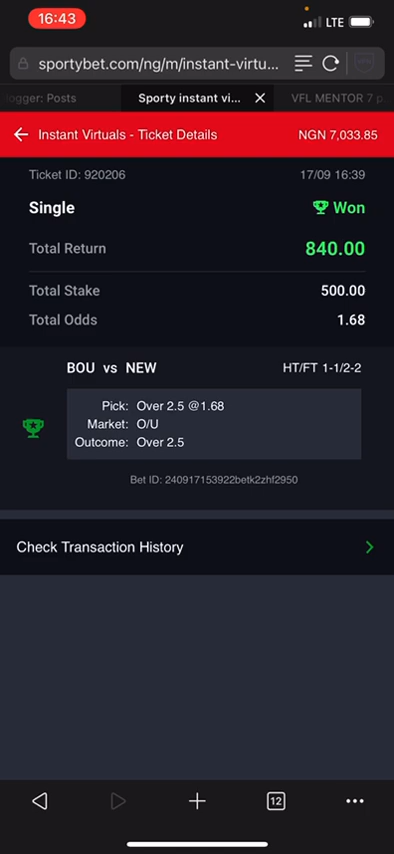 16:43
LTE
sportybet.com/ng/m/instant-virtu...
logger: Posts
Sporty instant vi...
VFL MENTOR 7 p
Instant Virtuals - Ticket Details
NGN 7,033.85
Ticket ID: 920206
17/09 16:39
Single
Won
Total Return
840.00
Total Stake
500.00
Total Odds
1.68
BOU vs NEW
HT/FT 1-1/2-2
Pick: Over 2.5 @1.68
Market: O/U
Outcome: Over 2.5
Bet ID: 240917153922betk2zhf2950
Check Transaction History
12